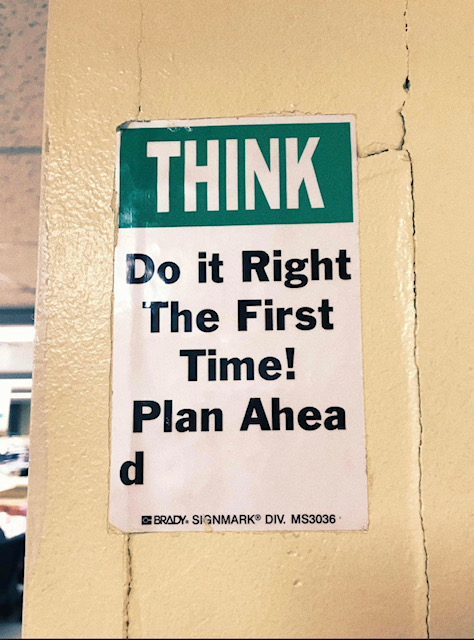 THINK
Do it Right
The First
Time!
Plan Ahea
d
BRADY® SIGNMARK® DIV. MS3036